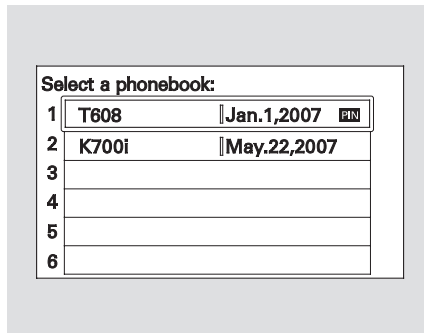 Select a phonebook:
1 T608 Jan.1,2007 PIN
2 K700i May.22,2007
3
4
5
6